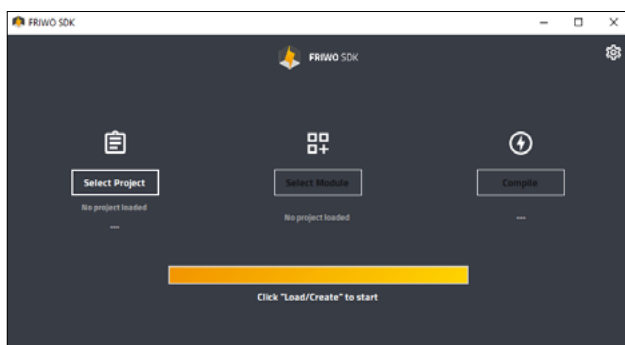 FRIWO SDK
FRIWO SDK
Select Project
Select Module
Compile
No project loaded
---
No project loaded
---
Click "Load/Create" to start